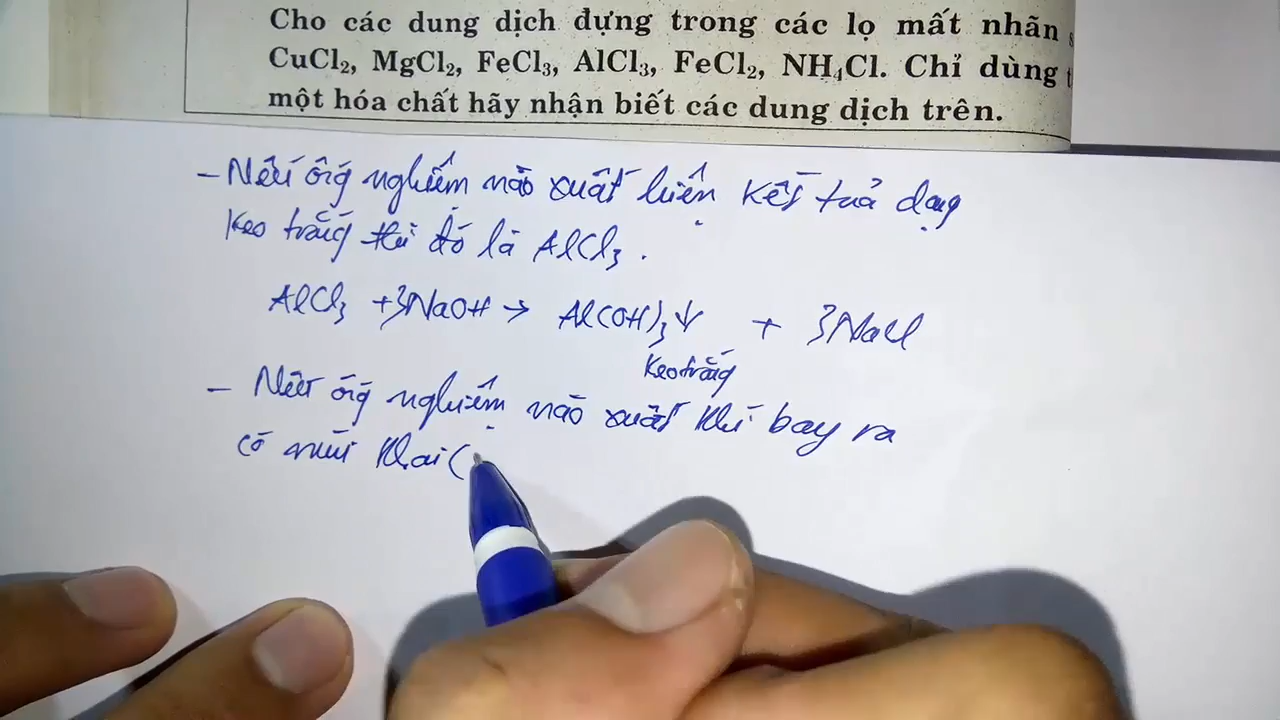 Cho các dung dịch đựng trong các lọ mất nhãn
CuCl₂, MgCl₂, FeCl₃, AlCl₃, FeCl₂, NH₄Cl. Chỉ dùng
một hóa chất hãy nhận biết các dung dịch trên.
- Nếu ống nghiệm nào xuất hiện kết tủa dạng
keo trắng thì đó là AlCl₃.
AlCl₃ + 3NaOH → Al(OH)₃↓ + 3NaCl
keo trắng
- Nếu ống nghiệm nào xuất khí bay ra
có mùi khai (